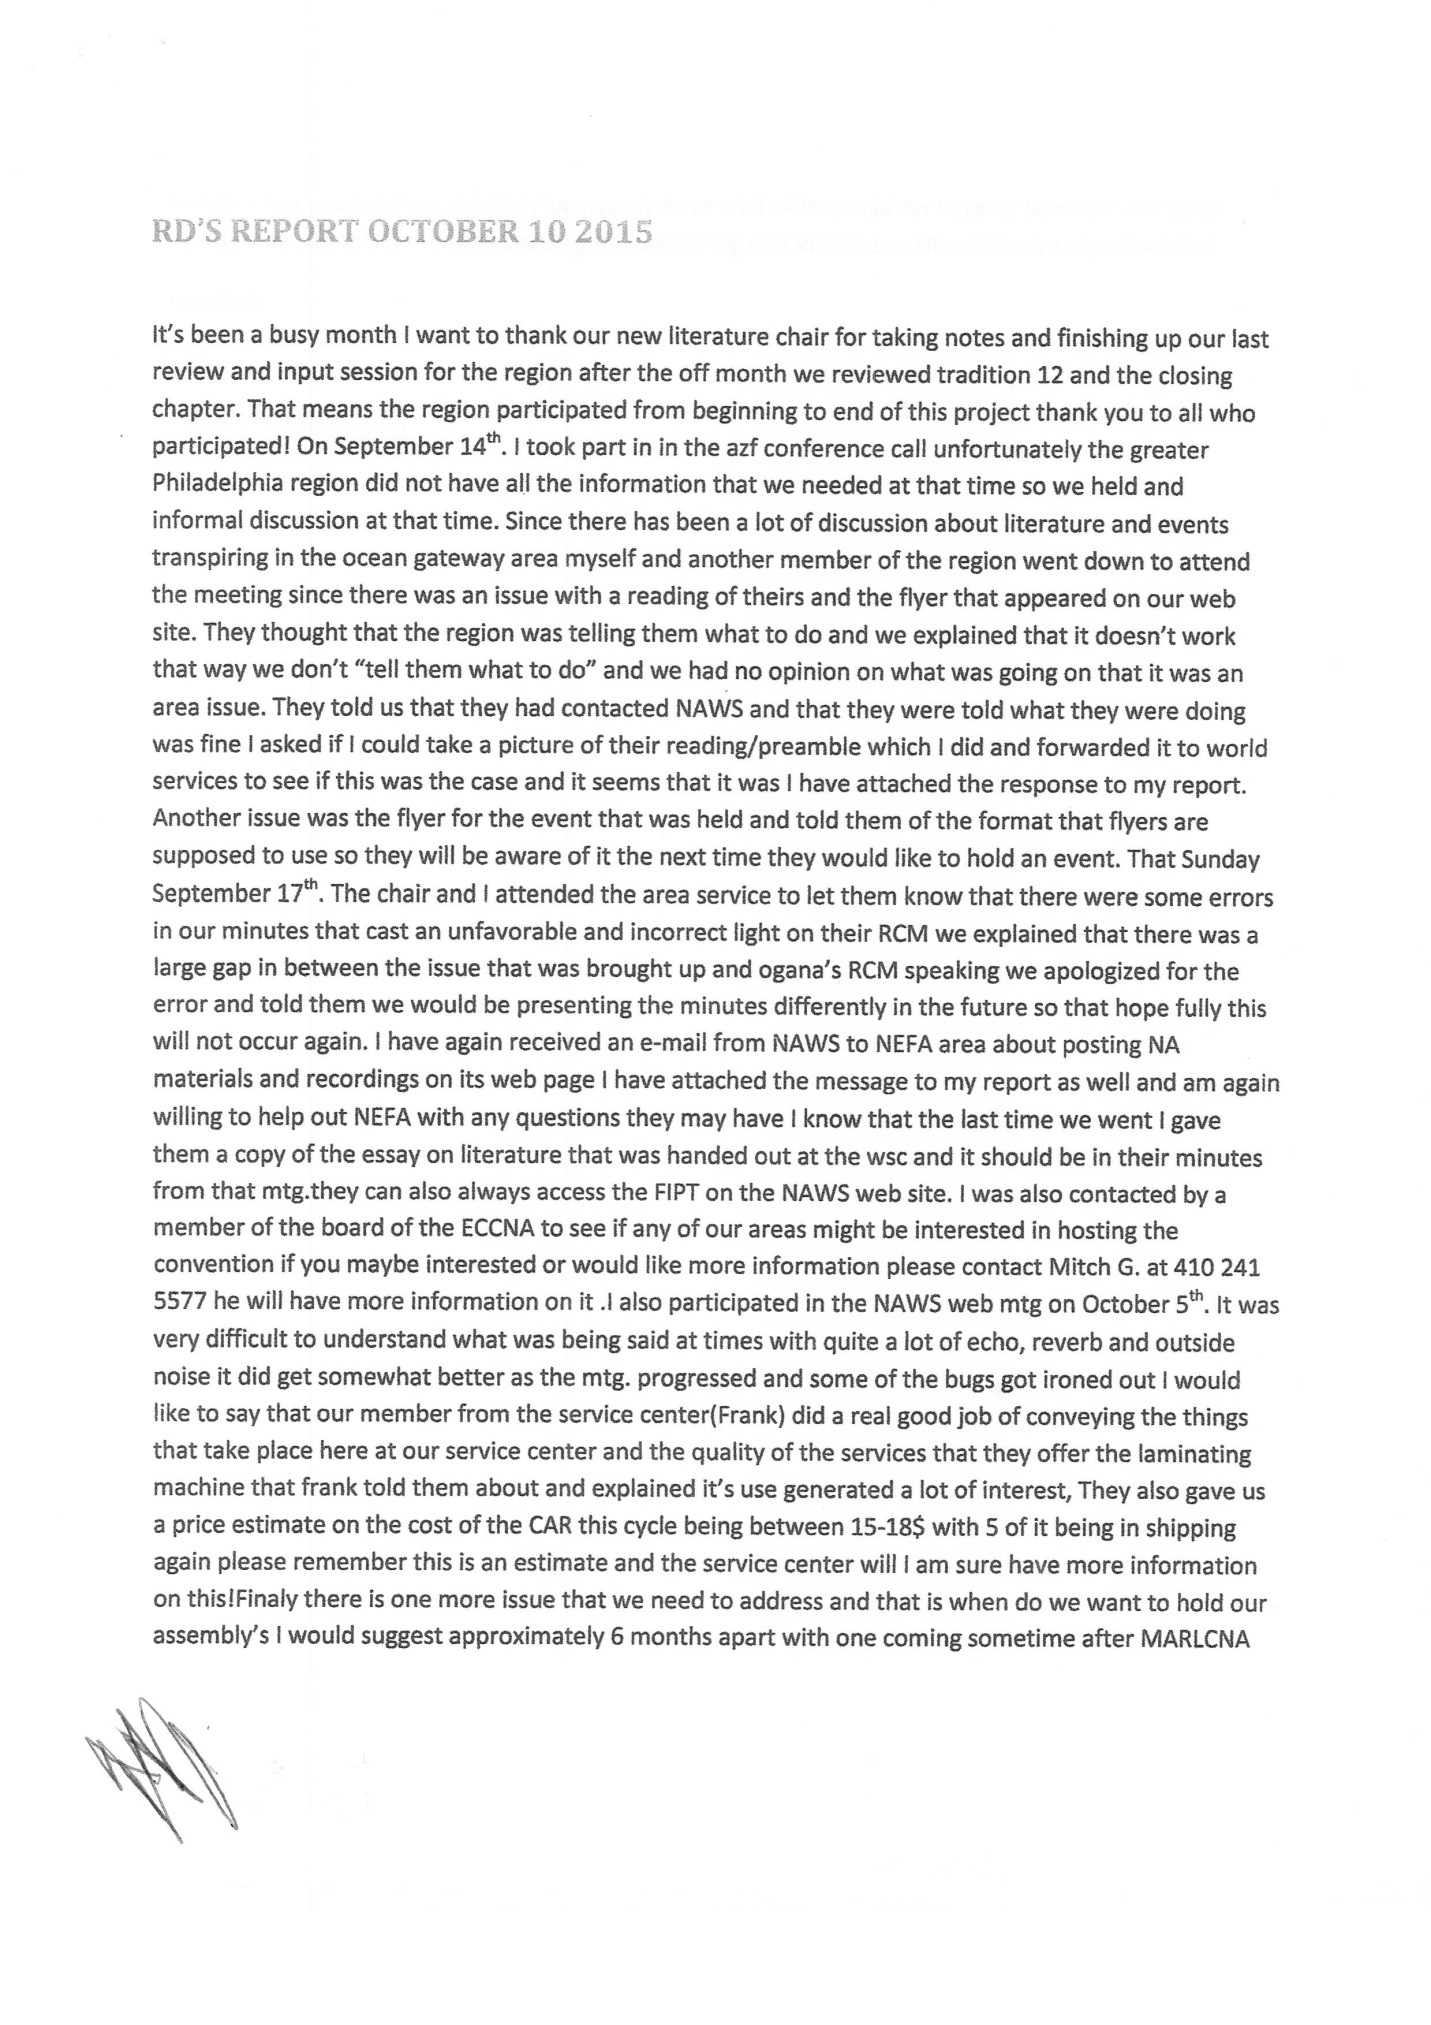 RD'S REPORT OCTOBER 10 2015
It's been a busy month I want to thank our new literature chair for taking notes and finishing up our last
review and input session for the region after the off month we reviewed tradition 12 and the closing
chapter. That means the region participated from beginning to end of this project thank you to all who
participated! On September 14th. I took part in in the azf conference call unfortunately the greater
Philadelphia region did not have all the information that we needed at that time so we held and
informal discussion at that time. Since there has been a lot of discussion about literature and events
transpiring in the ocean gateway area myself and another member of the region went down to attend
the meeting since there was an issue with a reading of theirs and the flyer that appeared on our web
site. They thought that the region was telling them what to do and we explained that it doesn't work
that way we don't “tell them what to do” and we had no opinion on what was going on that it was an
area issue. They told us that they had contacted NAWS and that they were told what they were doing
was fine I asked if I could take a picture of their reading/preamble which I did and forwarded it to world
services to see if this was the case and it seems that it was I have attached the response to my report.
Another issue was the flyer for the event that was held and told them of the format that flyers are
supposed to use so they will be aware of it the next time they would like to hold an event. That Sunday
September 17th. The chair and I attended the area service to let them know that there were some errors
in our minutes that cast an unfavorable and incorrect light on their RCM we explained that there was a
large gap in between the issue that was brought up and ogana's RCM speaking we apologized for the
error and told them we would be presenting the minutes differently in the future so that hope fully this
will not occur again. I have again received an e-mail from NAWS to NEFA area about posting NA
materials and recordings on its web page I have attached the message to my report as well and am again
willing to help out NEFA with any questions they may have I know that the last time we went I gave
them a copy of the essay on literature that was handed out at the wsc and it should be in their minutes
from that mtg.they can also always access the FIPT on the NAWS web site. I was also contacted by a
member of the board of the ECCNA to see if any of our areas might be interested in hosting the
convention if you maybe interested or would like more information please contact Mitch G. at 410 241
5577 he will have more information on it .I also participated in the NAWS web mtg on October 5th. It was
very difficult to understand what was being said at times with quite a lot of echo, reverb and outside
noise it did get somewhat better as the mtg. progressed and some of the bugs got ironed out I would
like to say that our member from the service center(Frank) did a real good job of conveying the things
that take place here at our service center and the quality of the services that they offer the laminating
machine that frank told them about and explained it's use generated a lot of interest, They also gave us
a price estimate on the cost of the CAR this cycle being between 15-18$ with 5 of it being in shipping
again please remember this is an estimate and the service center will I am sure have more information
on this!Finaly there is one more issue that we need to address and that is when do we want to hold our
assembly's I would suggest approximately 6 months apart with one coming sometime after MARLCNA